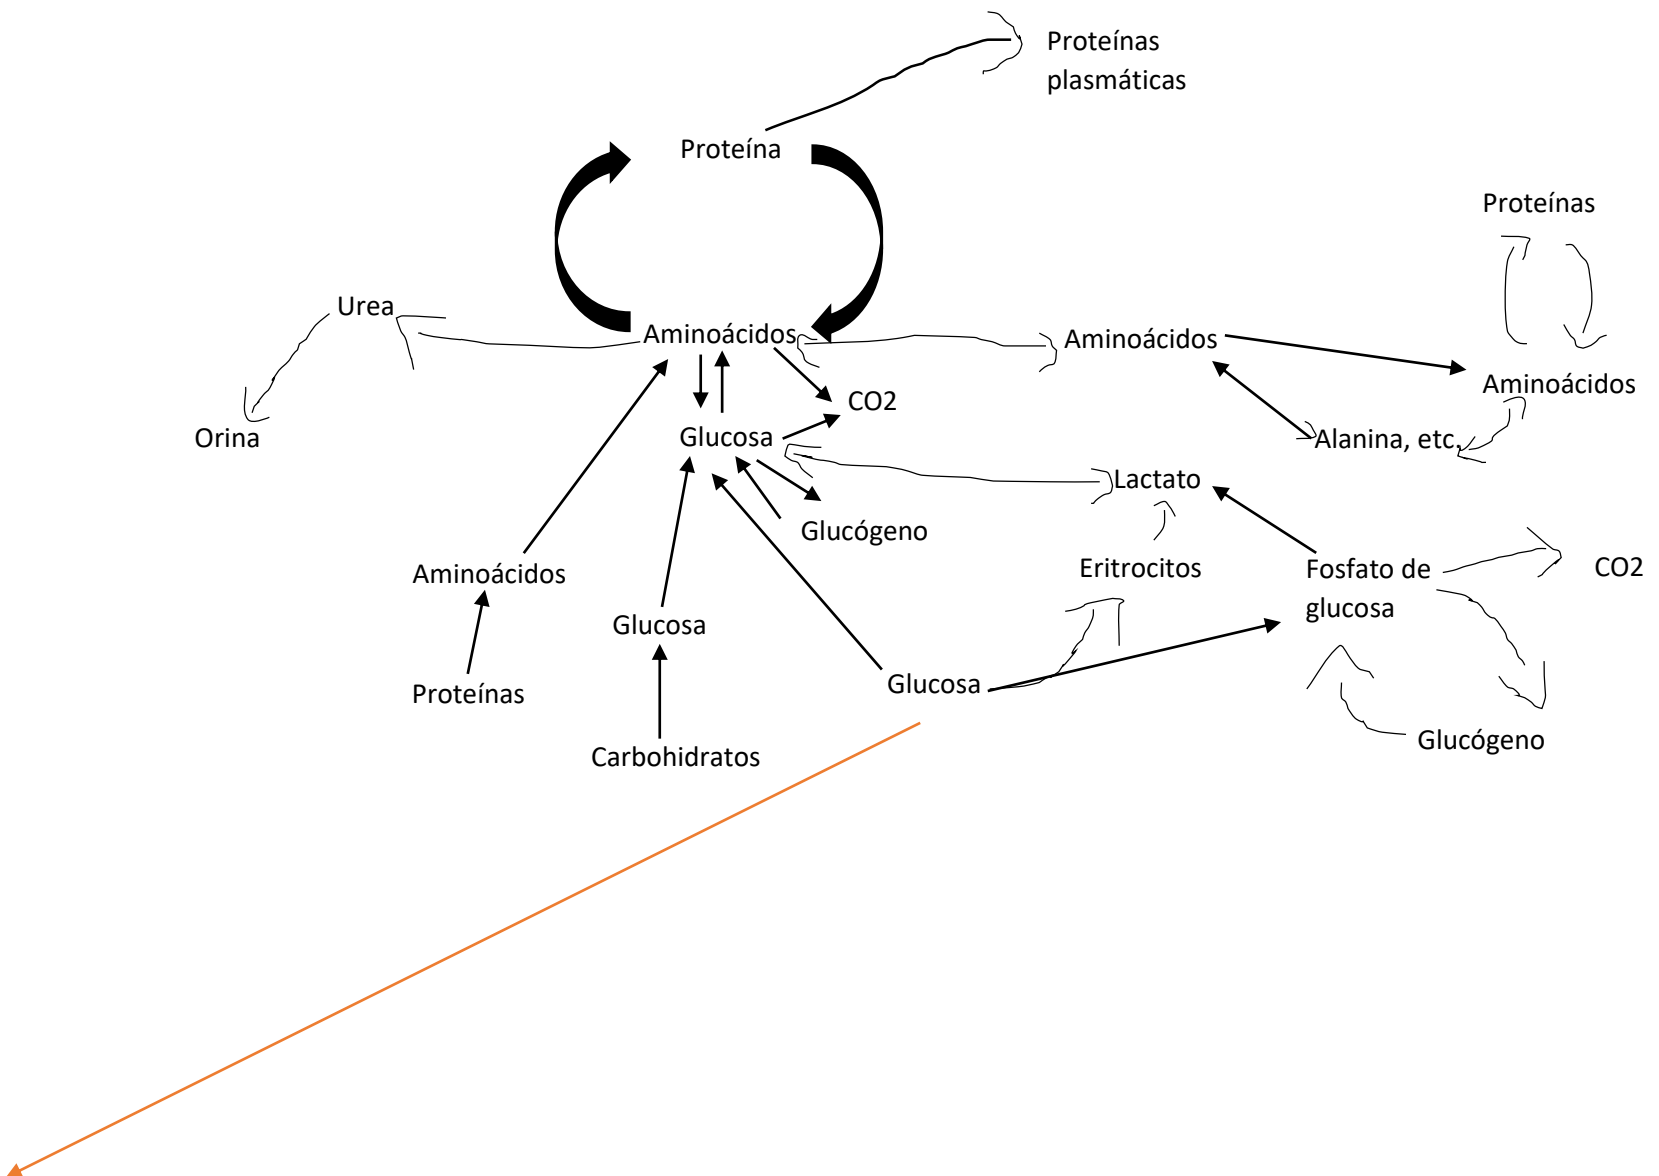 Proteínas
plasmáticas
Proteína
Proteínas
Urea
Aminoácidos
Aminoácidos
Aminoácidos
CO2
Orina
Glucosa
Alanina, etc.
Lactato
Glucógeno
Aminoácidos
Eritrocitos
Fosfato de
glucosa
CO2
Glucosa
Proteínas
Glucosa
Glucógeno
Carbohidratos